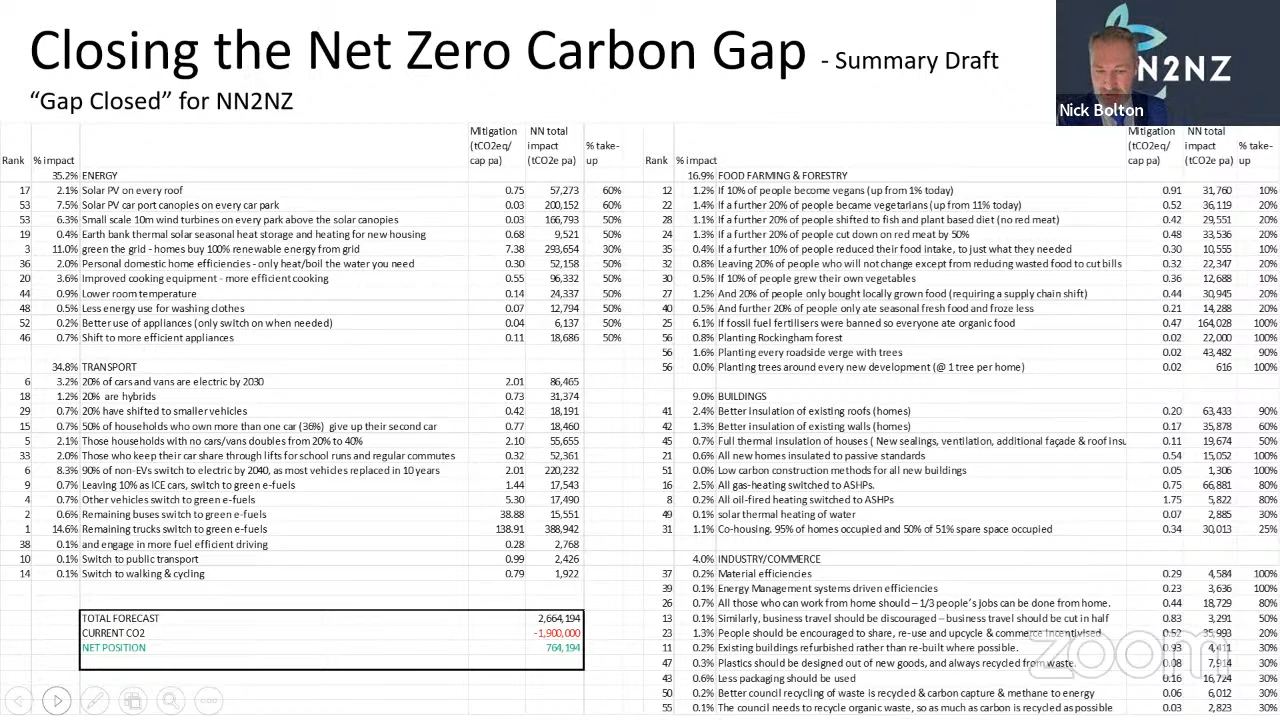 Closing the Net Zero Carbon Gap - Summary Draft
"Gap Closed" for NN2NZ
N2NZ
Nick Bolton
Rank % impact Mitigation (tCO2eq/ cap pa) NN total impact (tCO2e pa) % take-up
35.2% ENERGY
17 2.1% Solar PV on every roof 0.75 57,273 60%
53 7.5% Solar PV car port canopies on every car park 0.03 200,152 60%
53 6.3% Small scale 10m wind turbines on every park above the solar canopies 0.03 166,793 50%
19 0.4% Earth bank thermal solar seasonal heat storage and heating for new housing 0.68 9,521 50%
3 11.0% green the grid - homes buy 100% renewable energy from grid 7.38 293,654 30%
36 2.0% Personal domestic home efficiencies - only heat/boil the water you need 0.30 52,158 50%
20 3.6% Improved cooking equipment - more efficient cooking 0.55 96,332 50%
44 0.9% Lower room temperature 0.14 24,337 50%
48 0.5% Less energy use for washing clothes 0.07 12,794 50%
52 0.2% Better use of appliances (only switch on when needed) 0.04 6,137 50%
46 0.7% Shift to more efficient appliances 0.11 18,686 50%
34.8% TRANSPORT
6 3.2% 20% of cars and vans are electric by 2030 2.01 86,465
18 1.2% 20% are hybrids 0.73 31,374
29 0.7% 20% have shifted to smaller vehicles 0.42 18,191
15 0.7% 50% of households who own more than one car (36%) give up their second car 0.77 18,460
5 2.1% Those households with no cars/vans doubles from 20% to 40% 2.10 55,655
33 2.0% Those who keep their car share through lifts for school runs and regular commutes 0.32 52,361
6 8.3% 90% of non-EVs switch to electric by 2040, as most vehicles replaced in 10 years 2.01 220,232
9 0.7% Leaving 10% as ICE cars, switch to green e-fuels 1.44 17,543
4 0.7% Other vehicles switch to green e-fuels 5.30 17,490
2 0.6% Remaining buses switch to green e-fuels 38.88 15,551
1 14.6% Remaining trucks switch to green e-fuels 138.91 388,942
38 0.1% and engage in more fuel efficient driving 0.28 2,768
10 0.1% Switch to public transport 0.99 2,426
14 0.1% Switch to walking & cycling 0.79 1,922
TOTAL FORECAST 2,664,194
CURRENT CO2 -1,900,000
NET POSITION 764,194
Rank % impact Mitigation (tCO2eq/ cap pa) NN total impact (tCO2e pa) % take-up
16.9% FOOD FARMING & FORESTRY
12 1.2% If 10% of people become vegans (up from 1% today) 0.91 31,760 10%
22 1.4% If a further 20% of people became vegetarians (up from 11% today) 0.52 36,119 20%
28 1.1% If a further 20% of people shifted to fish and plant based diet (no red meat) 0.42 29,551 20%
24 1.3% If a further 20% of people cut down on red meat by 50% 0.48 33,536 20%
35 0.4% If a further 10% people reduced their food intake, to just what they needed 0.30 10,555 10%
32 0.8% Leaving 20% of people who will not change except from reducing wasted food to cut bills 0.32 22,347 20%
30 0.5% If 10% of people grew their own vegetables 0.36 12,688 10%
27 1.2% And 20% of people only bought locally grown food (requiring a supply chain shift) 0.44 30,945 20%
40 0.5% And further 20% of people only ate seasonal fresh food and froze less 0.21 14,288 20%
25 6.1% If fossil fuel fertilisers were banned so everyone ate organic food 0.47 164,028 100%
56 0.8% Planting Rockingham forest 0.02 22,000 100%
56 1.6% Planting every roadside verge with trees 0.02 43,482 90%
56 0.0% Planting trees around every new development (@ 1 tree per home) 0.02 616 100%
9.0% BUILDINGS
41 2.4% Better insulation of existing roofs (homes) 0.20 63,433 90%
42 1.3% Better insulation of existing walls (homes) 0.17 35,878 60%
45 0.7% Full thermal insulation of houses ( New sealings, ventilation, additional façade & roof insu 0.11 19,674 50%
21 0.6% All new homes insulated to passive standards 0.54 15,052 100%
51 0.0% Low carbon construction methods for all new buildings 0.05 1,306 100%
16 2.5% All gas-heating switched to ASHPs. 0.75 66,881 80%
8 0.2% All oil-fired heating switched to ASHPs 1.75 5,822 80%
49 0.1% solar thermal heating of water 0.07 2,885 30%
31 1.1% Co-housing. 95% of homes occupied and 50% of 51% spare space occupied 0.34 30,013 25%
4.0% INDUSTRY/COMMERCE
37 0.2% Material efficiencies 0.29 4,584 100%
39 0.1% Energy Management systems driven efficiencies 0.23 3,636 100%
26 0.7% All those who can work from home should – 1/3 people's jobs can be done from home. 0.44 18,729 80%
13 0.1% Similarly, business travel should be discouraged – business travel should be cut in half 0.83 3,291 50%
23 1.3% People should be encouraged to share, re-use and upcycle & commerce incentivised 0.52 35,993 20%
11 0.2% Existing buildings refurbished rather than re-built where possible. 0.93 4,411 30%
47 0.3% Plastics should be designed out of new goods, and always recycled from waste. 0.08 7,914 30%
43 0.6% Less packaging should be used 0.16 16,724 30%
50 0.2% Better council recycling of waste is recycled & carbon capture & methane to energy 0.06 6,012 30%
55 0.1% The council needs to recycle organic waste, so as much as carbon is recycled as possible 0.03 2,823 30%
zoom